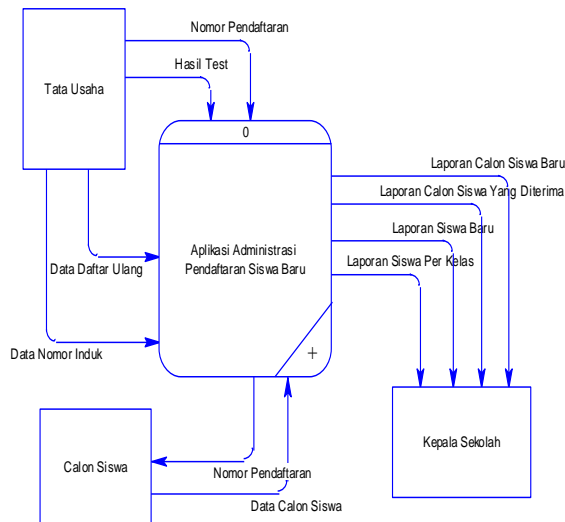 Nomor Pendaftaran
Hasil Test
Tata Usaha
0
Laporan Calon Siswa Baru
Laporan Calon Siswa Yang Diterima
Laporan Siswa Baru
Laporan Siswa Per Kelas
Aplikasi Administrasi
Pendaftaran Siswa Baru
Data Daftar Ulang
Data Nomor Induk
+
Kepala Sekolah
Calon Siswa
Nomor Pendaftaran
Data Calon Siswa